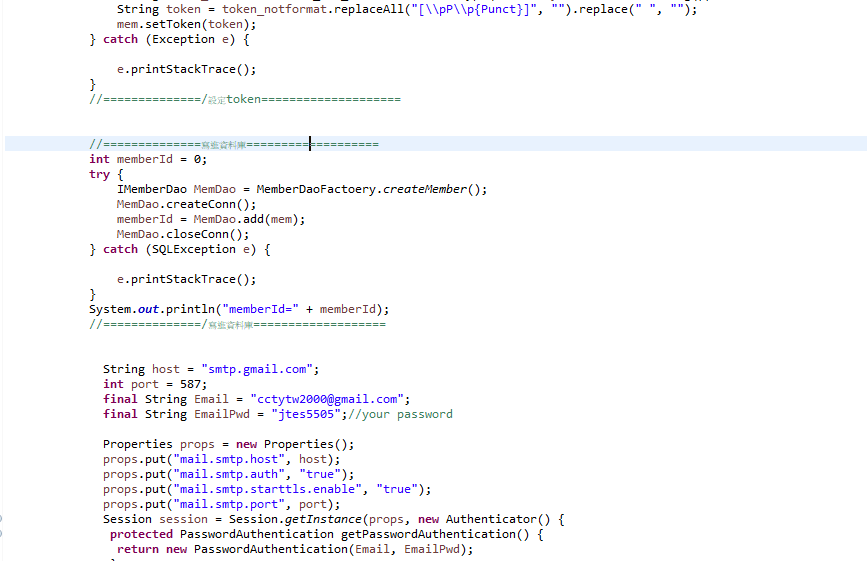 String token = token_notformat.replaceAll("[\\pP\\p{Punct}]", "").replace(" ", "");
mem.setToken(token);
} catch (Exception e) {
e.printStackTrace();
}
//==============/設定token====================
//==============寫進資料庫===================
int memberId = 0;
try {
IMemberDao MemDao = MemberDaoFactoery.createMember();
MemDao.createConn();
memberId = MemDao.add(mem);
MemDao.closeConn();
} catch (SQLException e) {
e.printStackTrace();
}
System.out.println("memberId=" + memberId);
//==============/寫進資料庫===================
String host = "smtp.gmail.com";
int port = 587;
final String Email = "cctytw2000@gmail.com";
final String EmailPwd = "jtes5505";//your password
Properties props = new Properties();
props.put("mail.smtp.host", host);
props.put("mail.smtp.auth", "true");
props.put("mail.smtp.starttls.enable", "true");
props.put("mail.smtp.port", port);
Session session = Session.getInstance(props, new Authenticator() {
protected PasswordAuthentication getPasswordAuthentication() {
return new PasswordAuthentication(Email, EmailPwd);